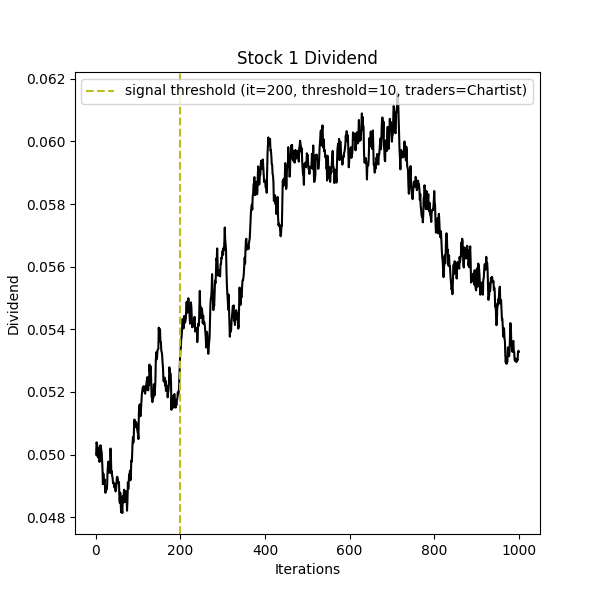 Stock 1 Dividend
signal threshold (it=200, threshold=10, traders=Chartist)
0.062
0.060
0.058
0.056
0.054
0.052
0.050
0.048
Dividend
0 200 400 600 800 1000
Iterations